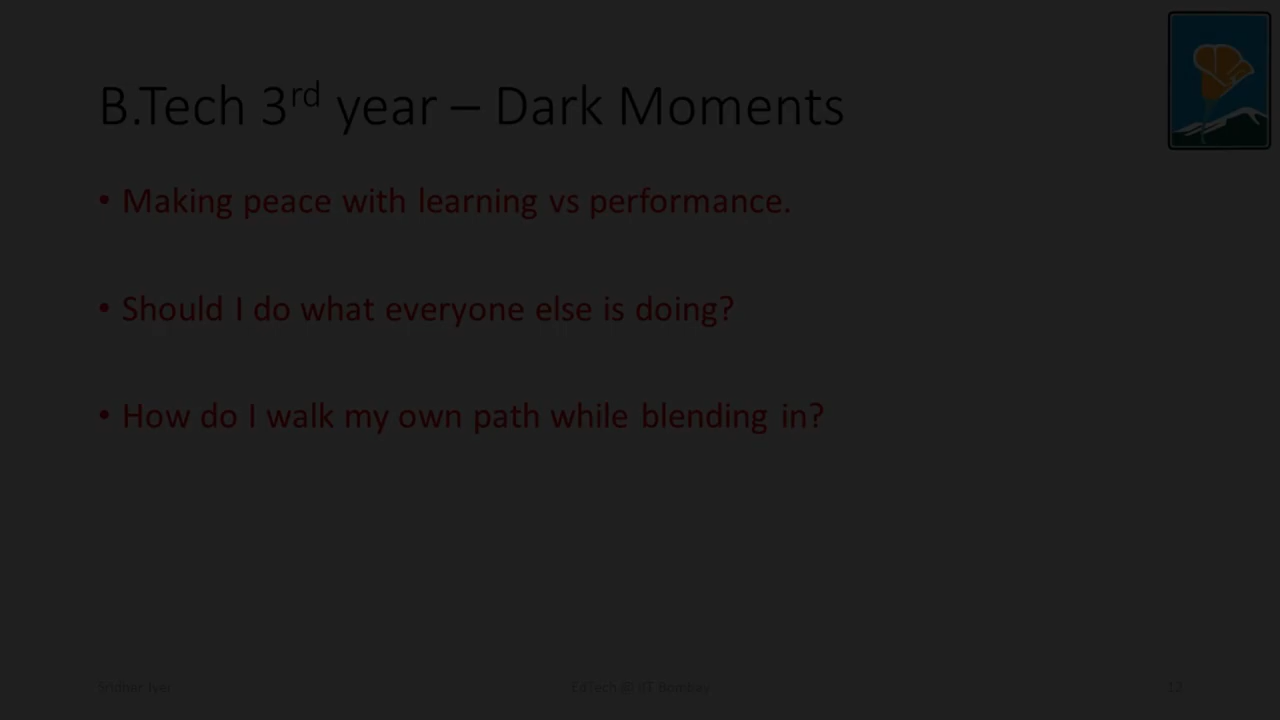 B.Tech 3rd year – Dark Moments
• Making peace with learning vs performance.
• Should I do what everyone else is doing?
• How do I walk my own path while blending in?
Sridhar Iyer
EdTech @ IIT Bombay
12